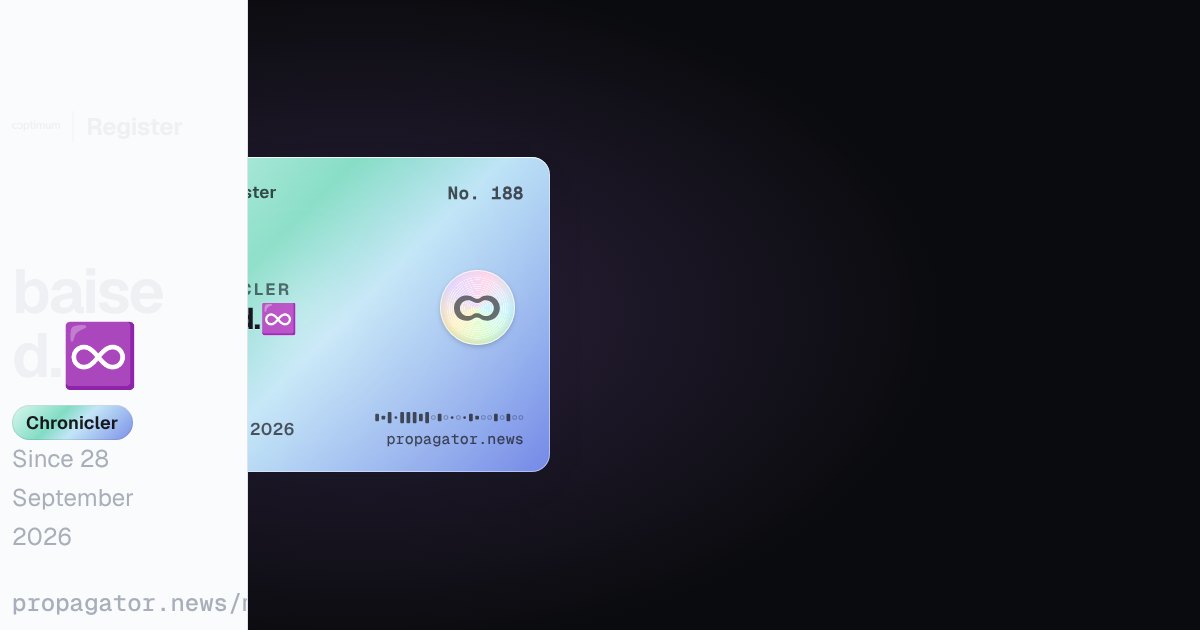 optimum | Register
baise
d.♾️
Chronicler
Since 28
September
2026
propagator.news/
ster
No. 188
CLER
d.♾️
2026
propagator.news